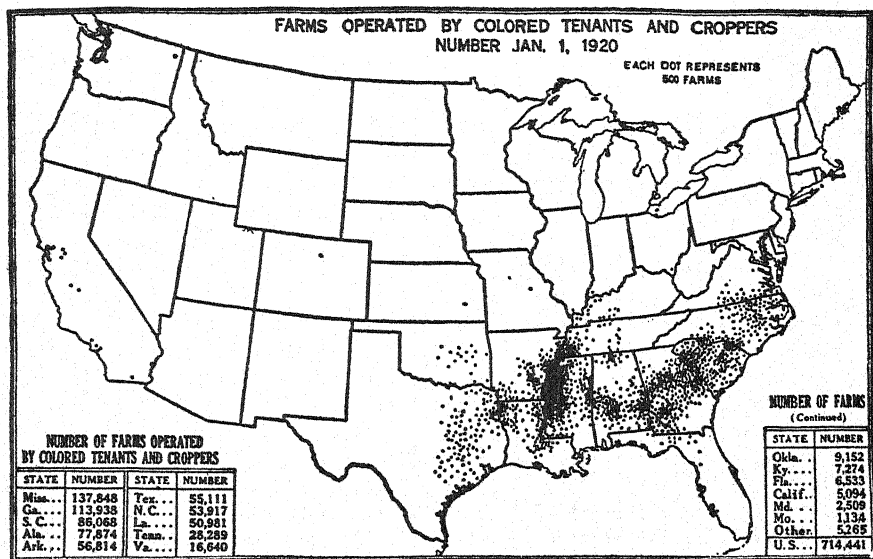 FARMS OPERATED BY COLORED TENANTS AND CROPPERS
NUMBER JAN. 1, 1920
EACH DOT REPRESENTS
500 FARMS
NUMBER OF FARMS OPERATED
BY COLORED TENANTS AND CROPPERS
STATE NUMBER STATE NUMBER
Miss... 137,848 Tex... 55,111
Ga.... 113,938 N.C... 53,917
S. C... 86,068 La.... 50,981
Ala... 77,874 Tenn.. 28,289
Ark... 56,814 Va.... 16,640
NUMBER OF FARMS
(Continued)
STATE NUMBER
Okla... 9,152
Ky.... 7,274
Fla.... 6,533
Calif.. 5,094
Md.... 2,509
Mo.... 1,134
Other. 5,265
U.S... 714,441